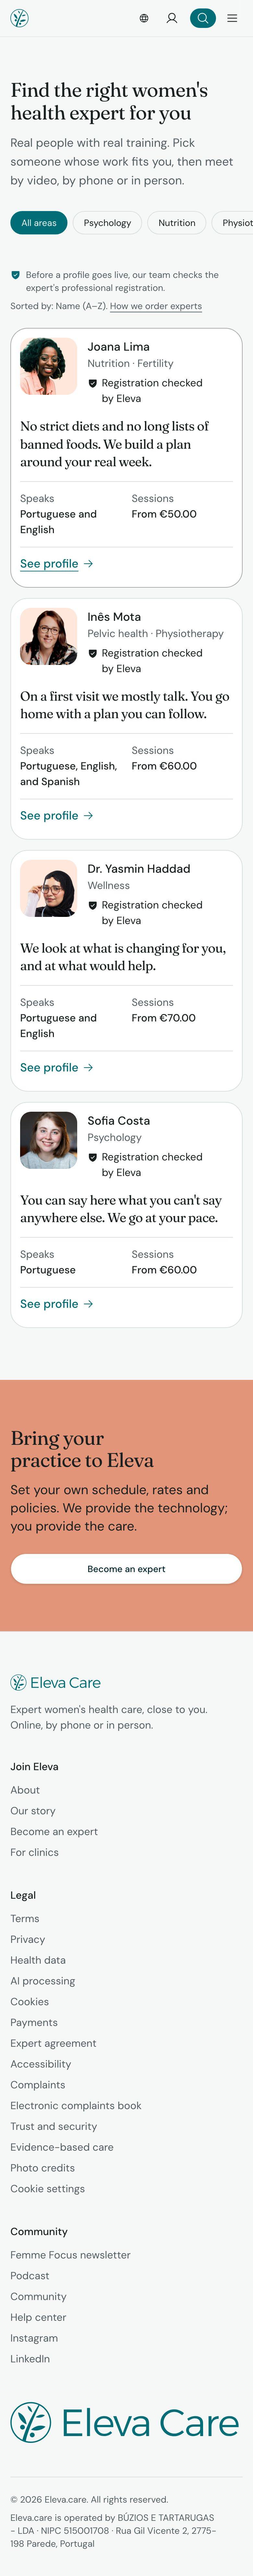 Find the right women's
health expert for you
Real people with real training. Pick
someone whose work fits you, then meet
by video, by phone or in person.
All areas
Psychology
Nutrition
Physiot
Before a profile goes live, our team checks the
expert's professional registration.
Sorted by: Name (A–Z). How we order experts
Joana Lima
Nutrition · Fertility
Registration checked
by Eleva
No strict diets and no long lists of
banned foods. We build a plan
around your real week.
Speaks
Portuguese and
English
Sessions
From €50.00
See profile →
Inês Mota
Pelvic health · Physiotherapy
Registration checked
by Eleva
On a first visit we mostly talk. You go
home with a plan you can follow.
Speaks
Portuguese, English,
and Spanish
Sessions
From €60.00
See profile →
Dr. Yasmin Haddad
Wellness
Registration checked
by Eleva
We look at what is changing for you,
and at what would help.
Speaks
Portuguese and
English
Sessions
From €70.00
See profile →
Sofia Costa
Psychology
Registration checked
by Eleva
You can say here what you can't say
anywhere else. We go at your pace.
Speaks
Portuguese
Sessions
From €60.00
See profile →
Bring your
practice to Eleva
Set your own schedule, rates and
policies. We provide the technology;
you provide the care.
Become an expert
Eleva Care
Expert women's health care, close to you.
Online, by phone or in person.
Join Eleva
About
Our story
Become an expert
For clinics
Legal
Terms
Privacy
Health data
AI processing
Cookies
Payments
Expert agreement
Accessibility
Complaints
Electronic complaints book
Trust and security
Evidence-based care
Photo credits
Cookie settings
Community
Femme Focus newsletter
Podcast
Community
Help center
Instagram
LinkedIn
Eleva Care
© 2026 Eleva.care. All rights reserved.
Eleva.care is operated by BÚZIOS E TARTARUGAS
- LDA · NIPC 515001708 · Rua Gil Vicente 2, 2775-
198 Parede, Portugal